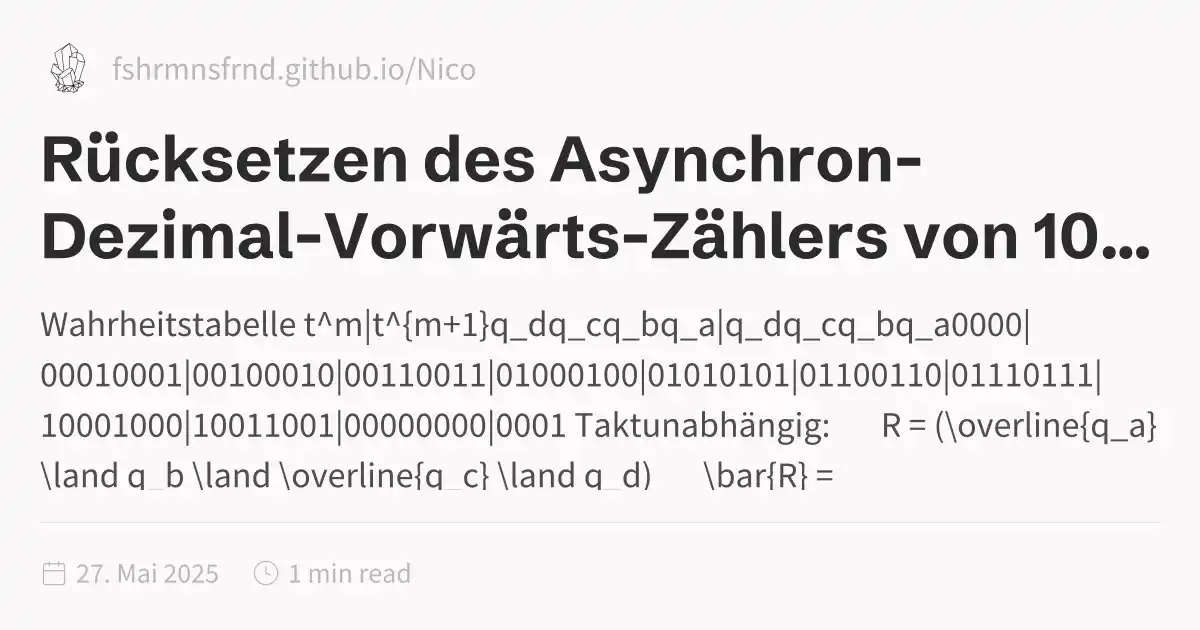 fshrmnsfrnd.github.io/Nico
Rücksetzen des Asynchron-
Dezimal-Vorwärts-Zählers von 10...
Wahrheitstabelle t^m|t^{m+1}q_dq_cq_bq_a|q_dq_cq_bq_a0000|
00010001|00100010|00110011|01000100|01010101|01100110|01110111|
10001000|10011001|00000000|0001 Taktunabhängig: R = (\overline{q_a}
\land q_b \land \overline{q_c} \land q_d) \bar{R} =
27. Mai 2025 1 min read